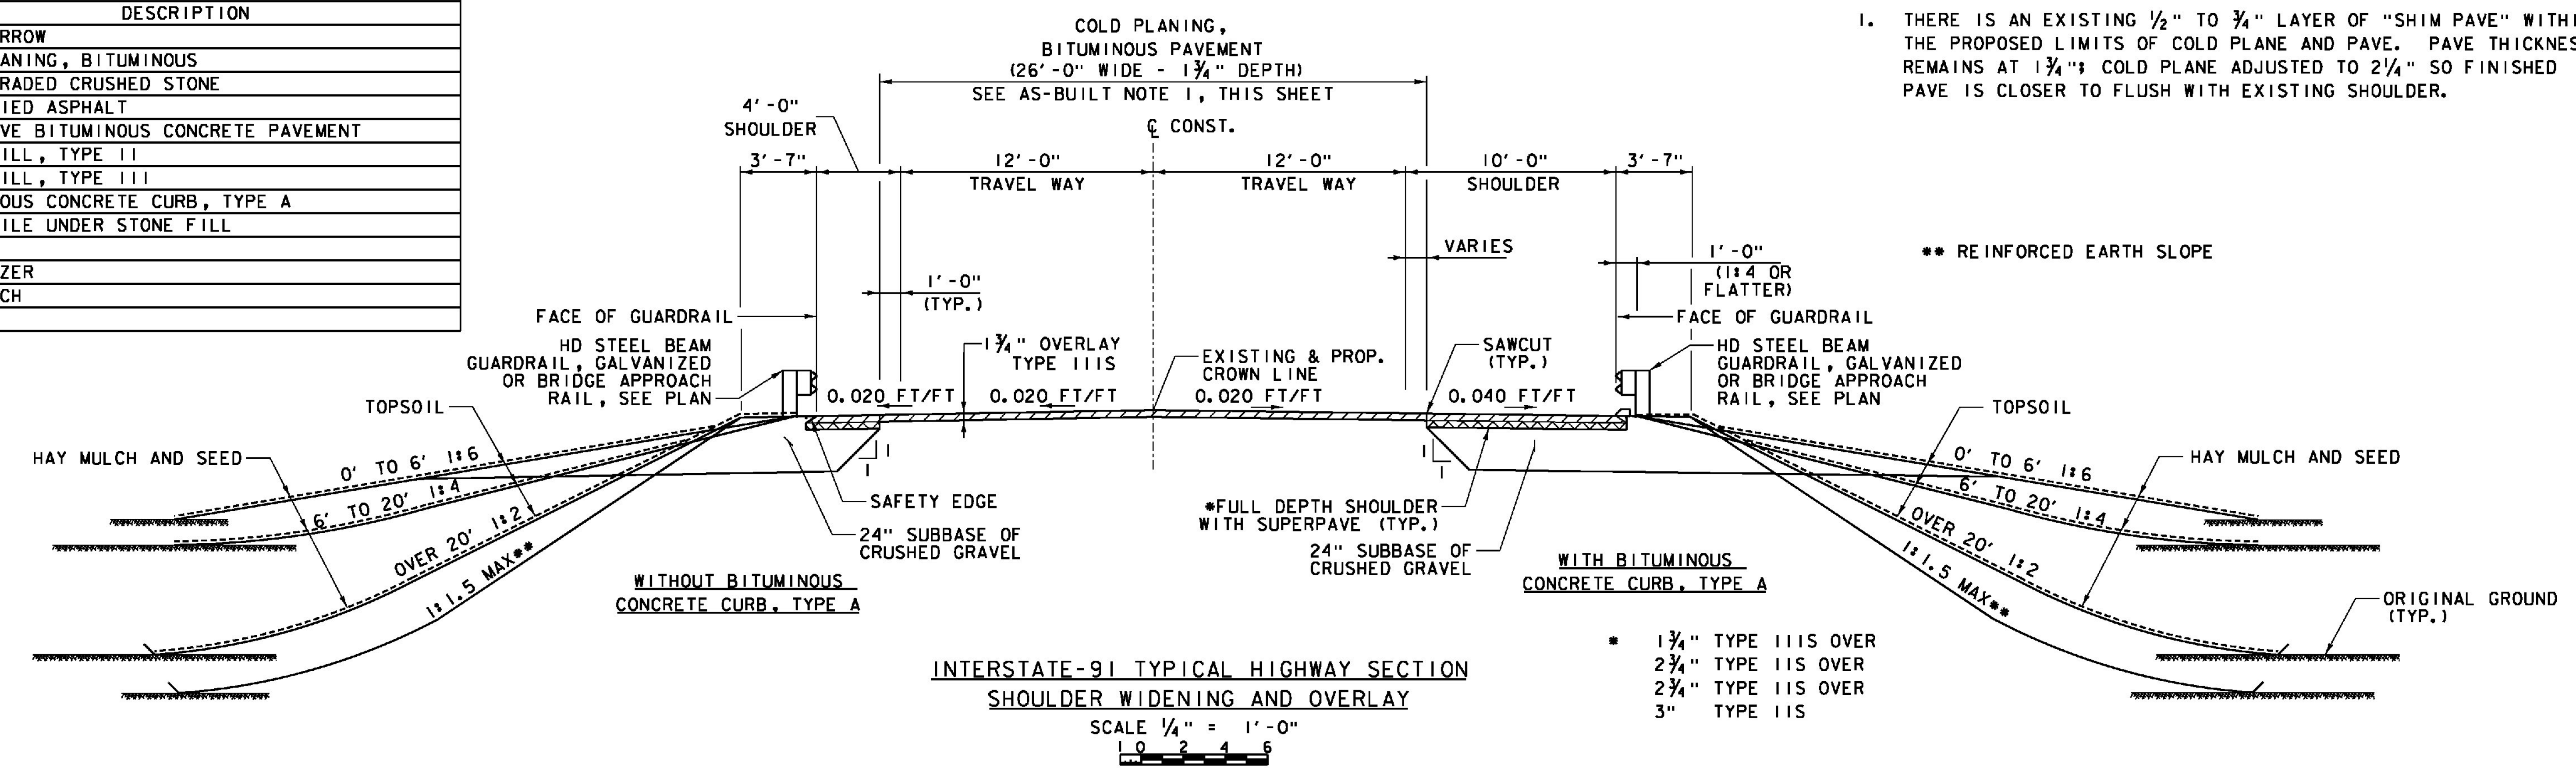 DESCRIPTION
RROW
ANING, BITUMINOUS
RADED CRUSHED STONE
IED ASPHALT
VE BITUMINOUS CONCRETE PAVEMENT
ILL, TYPE II
ILL, TYPE III
OUS CONCRETE CURB, TYPE A
ILE UNDER STONE FILL
ZER
CH
COLD PLANING,
BITUMINOUS PAVEMENT
(26'-0" WIDE - 1¾" DEPTH)
SEE AS-BUILT NOTE 1, THIS SHEET
℄ CONST.
1. THERE IS AN EXISTING ½" TO ¾" LAYER OF "SHIM PAVE" WITHI
THE PROPOSED LIMITS OF COLD PLANE AND PAVE. PAVE THICKNES
REMAINS AT 1¾"; COLD PLANE ADJUSTED TO 2¼" SO FINISHED
PAVE IS CLOSER TO FLUSH WITH EXISTING SHOULDER.
4'-0"
SHOULDER
3'-7"
12'-0"
TRAVEL WAY
12'-0"
TRAVEL WAY
10'-0"
SHOULDER
3'-7"
VARIES
1'-0"
(1:4 OR
FLATTER)
** REINFORCED EARTH SLOPE
1'-0"
(TYP.)
FACE OF GUARDRAIL
FACE OF GUARDRAIL
HD STEEL BEAM
GUARDRAIL, GALVANIZED
OR BRIDGE APPROACH
RAIL, SEE PLAN
1¾" OVERLAY
TYPE IIIS
EXISTING & PROP.
CROWN LINE
SAWCUT
(TYP.)
HD STEEL BEAM
GUARDRAIL, GALVANIZED
OR BRIDGE APPROACH
RAIL, SEE PLAN
0.020 FT/FT
0.020 FT/FT
0.020 FT/FT
0.040 FT/FT
TOPSOIL
TOPSOIL
HAY MULCH AND SEED
HAY MULCH AND SEED
0' TO 6' 1:6
6' TO 20' 1:4
OVER 20' 1:2
1:1.5 MAX**
1
1
1
1
0' TO 6' 1:6
6' TO 20' 1:4
OVER 20' 1:2
1:1.5 MAX**
SAFETY EDGE
24" SUBBASE OF
CRUSHED GRAVEL
*FULL DEPTH SHOULDER
WITH SUPERPAVE (TYP.)
24" SUBBASE OF
CRUSHED GRAVEL
WITHOUT BITUMINOUS
CONCRETE CURB, TYPE A
WITH BITUMINOUS
CONCRETE CURB, TYPE A
ORIGINAL GROUND
(TYP.)
* 1¾" TYPE IIIS OVER
2¾" TYPE IIS OVER
2¾" TYPE IIS OVER
3" TYPE IIS
INTERSTATE-91 TYPICAL HIGHWAY SECTION
SHOULDER WIDENING AND OVERLAY
SCALE ¼" = 1'-0"
1 0 2 4 6